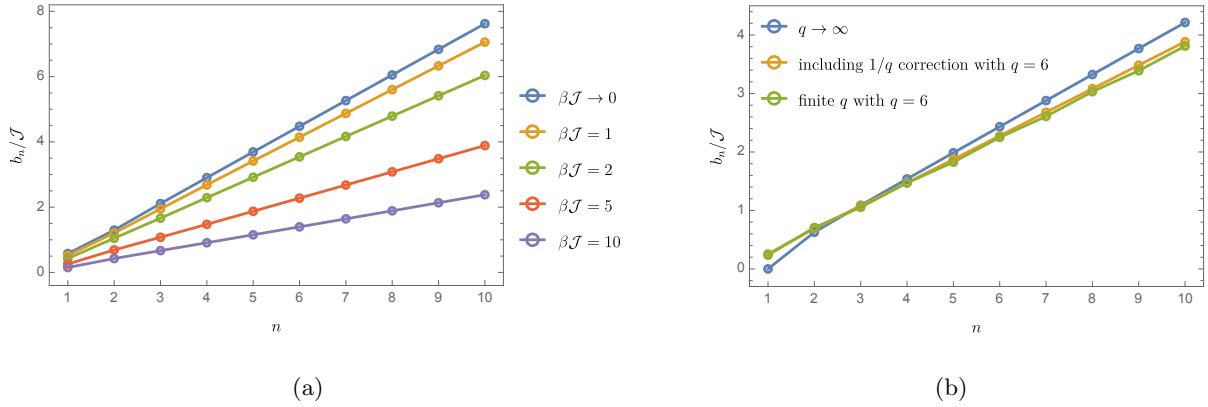 8
6
4
2
0
b_n/𝒥
1 2 3 4 5 6 7 8 9 10
n
β𝒥 → 0
β𝒥 = 1
β𝒥 = 2
β𝒥 = 5
β𝒥 = 10
(a)
4
3
2
1
0
b_n/𝒥
1 2 3 4 5 6 7 8 9 10
n
q → ∞
including 1/q correction with q = 6
finite q with q = 6
(b)